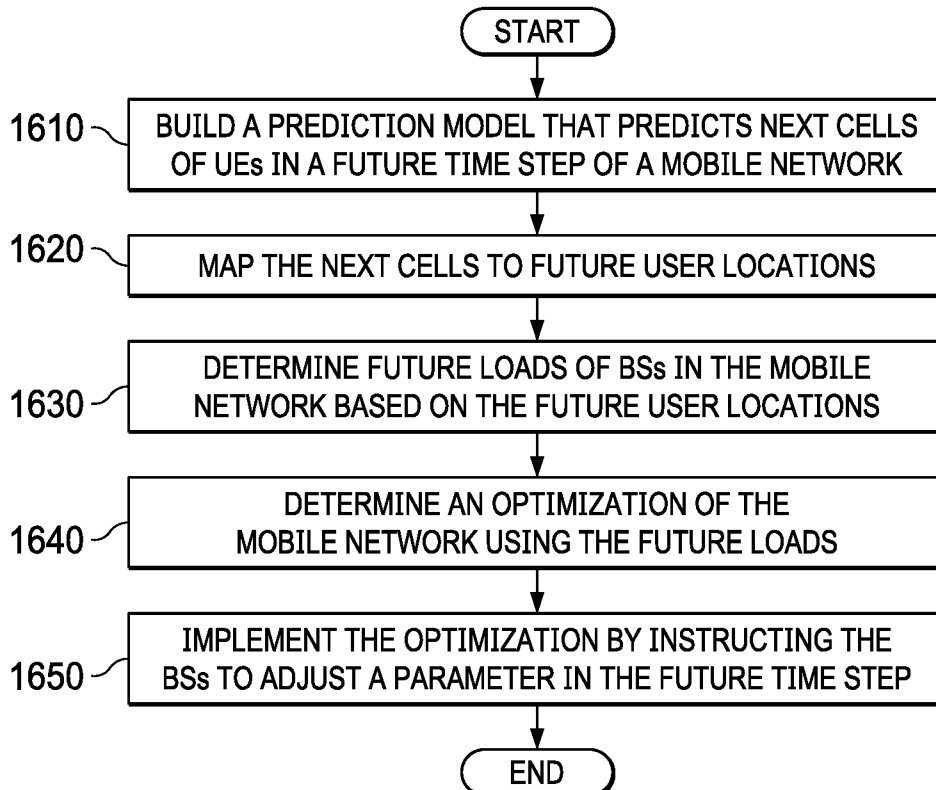 START
1610
BUILD A PREDICTION MODEL THAT PREDICTS NEXT CELLS
OF UEs IN A FUTURE TIME STEP OF A MOBILE NETWORK
1620
MAP THE NEXT CELLS TO FUTURE USER LOCATIONS
1630
DETERMINE FUTURE LOADS OF BSs IN THE MOBILE
NETWORK BASED ON THE FUTURE USER LOCATIONS
1640
DETERMINE AN OPTIMIZATION OF THE
MOBILE NETWORK USING THE FUTURE LOADS
1650
IMPLEMENT THE OPTIMIZATION BY INSTRUCTING THE
BSs TO ADJUST A PARAMETER IN THE FUTURE TIME STEP
END